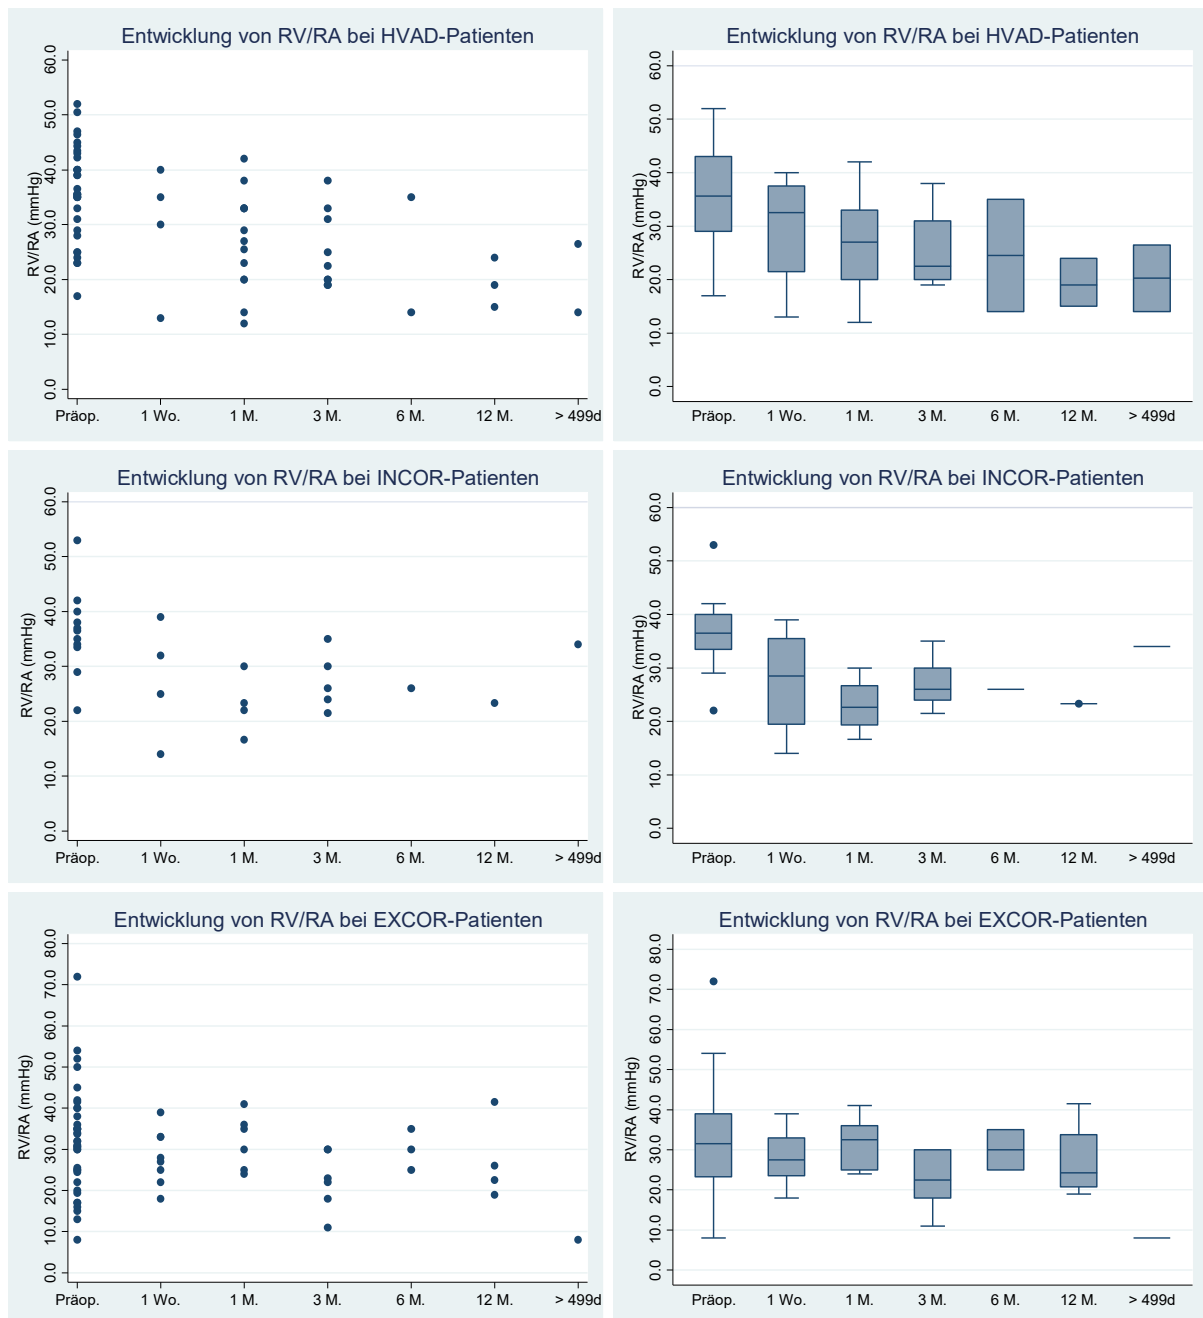 Entwicklung von RV/RA bei HVAD-Patienten
RV/RA (mmHg)
60.0
50.0
40.0
30.0
20.0
10.0
0.0
Präop. 1 Wo. 1 M. 3 M. 6 M. 12 M. > 499d
Entwicklung von RV/RA bei HVAD-Patienten
RV/RA (mmHg)
60.0
50.0
40.0
30.0
20.0
10.0
0.0
Präop. 1 Wo. 1 M. 3 M. 6 M. 12 M. > 499d
Entwicklung von RV/RA bei INCOR-Patienten
RV/RA (mmHg)
60.0
50.0
40.0
30.0
20.0
10.0
0.0
Präop. 1 Wo. 1 M. 3 M. 6 M. 12 M. > 499d
Entwicklung von RV/RA bei INCOR-Patienten
RV/RA (mmHg)
60.0
50.0
40.0
30.0
20.0
10.0
0.0
Präop. 1 Wo. 1 M. 3 M. 6 M. 12 M. > 499d
Entwicklung von RV/RA bei EXCOR-Patienten
RV/RA (mmHg)
80.0
70.0
60.0
50.0
40.0
30.0
20.0
10.0
0.0
Präop. 1 Wo. 1 M. 3 M. 6 M. 12 M. > 499d
Entwicklung von RV/RA bei EXCOR-Patienten
RV/RA (mmHg)
80.0
70.0
60.0
50.0
40.0
30.0
20.0
10.0
0.0
Präop. 1 Wo. 1 M. 3 M. 6 M. 12 M. > 499d